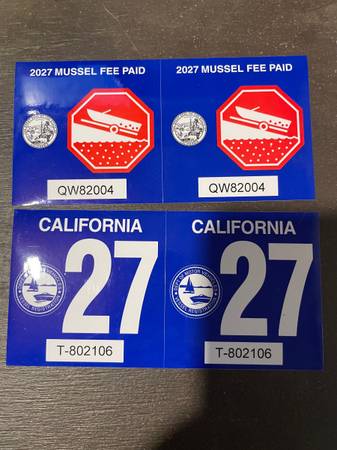 2027 MUSSEL FEE PAID
QW82004
2027 MUSSEL FEE PAID
QW82004
CALIFORNIA
27
T-802106
CALIFORNIA
27
T-802106